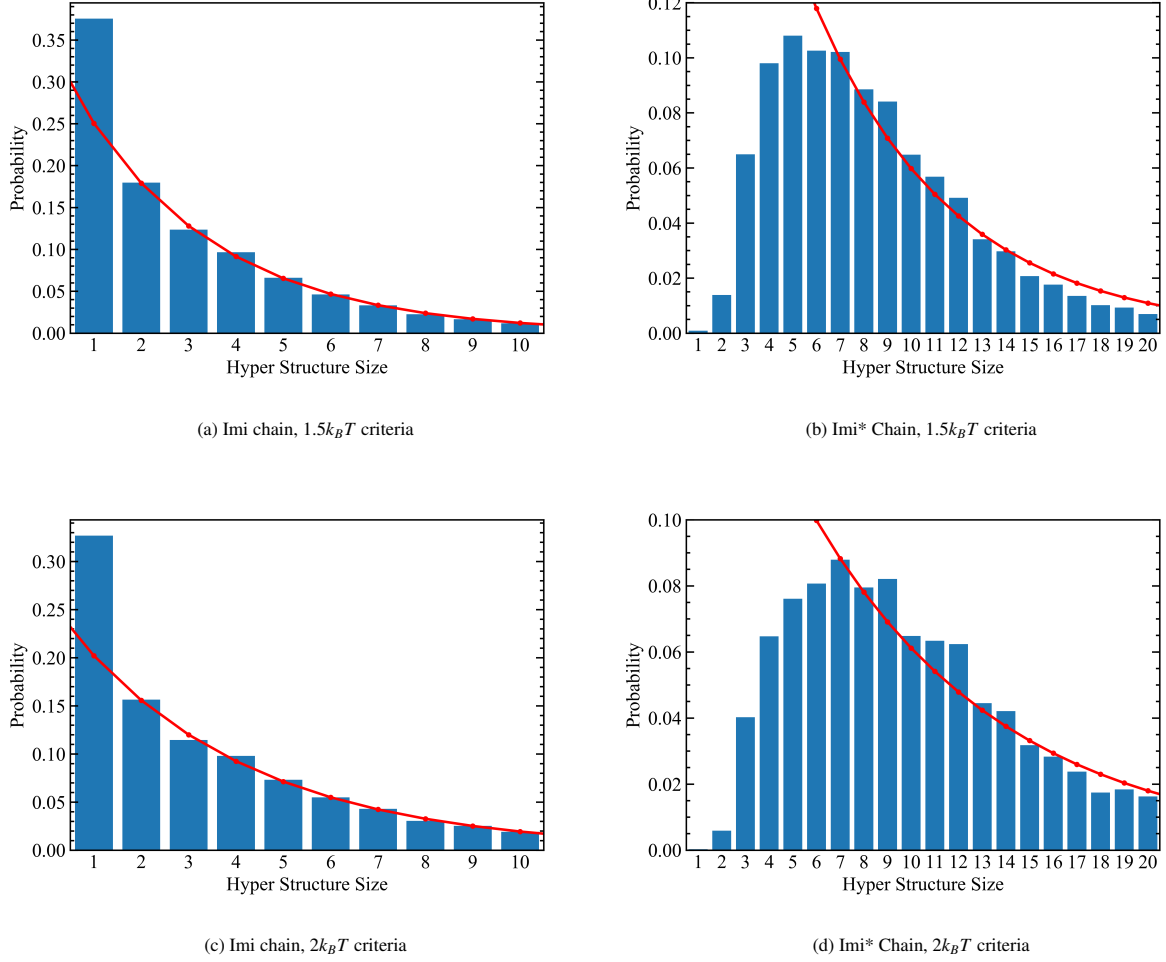 0.35
0.30
0.25
0.20
0.15
0.10
0.05
0.00
Probability
1 2 3 4 5 6 7 8 9 10
Hyper Structure Size
(a) Imi chain, 1.5k_BT criteria
0.12
0.10
0.08
0.06
0.04
0.02
0.00
Probability
1 2 3 4 5 6 7 8 9 10 11 12 13 14 15 16 17 18 19 20
Hyper Structure Size
(b) Imi* Chain, 1.5k_BT criteria
0.30
0.25
0.20
0.15
0.10
0.05
0.00
Probability
1 2 3 4 5 6 7 8 9 10
Hyper Structure Size
(c) Imi chain, 2k_BT criteria
0.10
0.08
0.06
0.04
0.02
0.00
Probability
1 2 3 4 5 6 7 8 9 10 11 12 13 14 15 16 17 18 19 20
Hyper Structure Size
(d) Imi* Chain, 2k_BT criteria